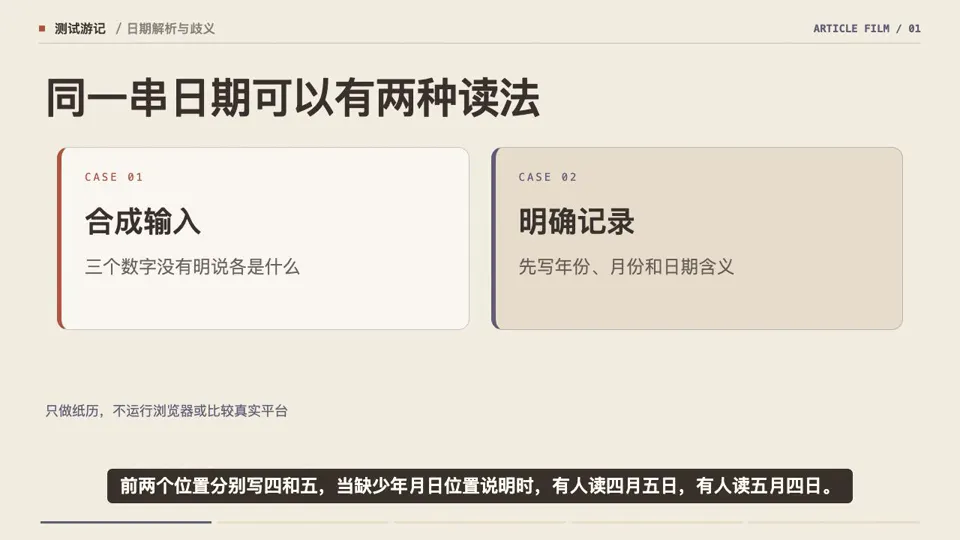 测试游记 / 日期解析与歧义
ARTICLE FILM / 01
同一串日期可以有两种读法
CASE 01
合成输入
三个数字没有明说各是什么
CASE 02
明确记录
先写年份、月份和日期含义
只做纸历，不运行浏览器或比较真实平台
前两个位置分别写四和五，当缺少年月日位置说明时，有人读四月五日，有人读五月四日。